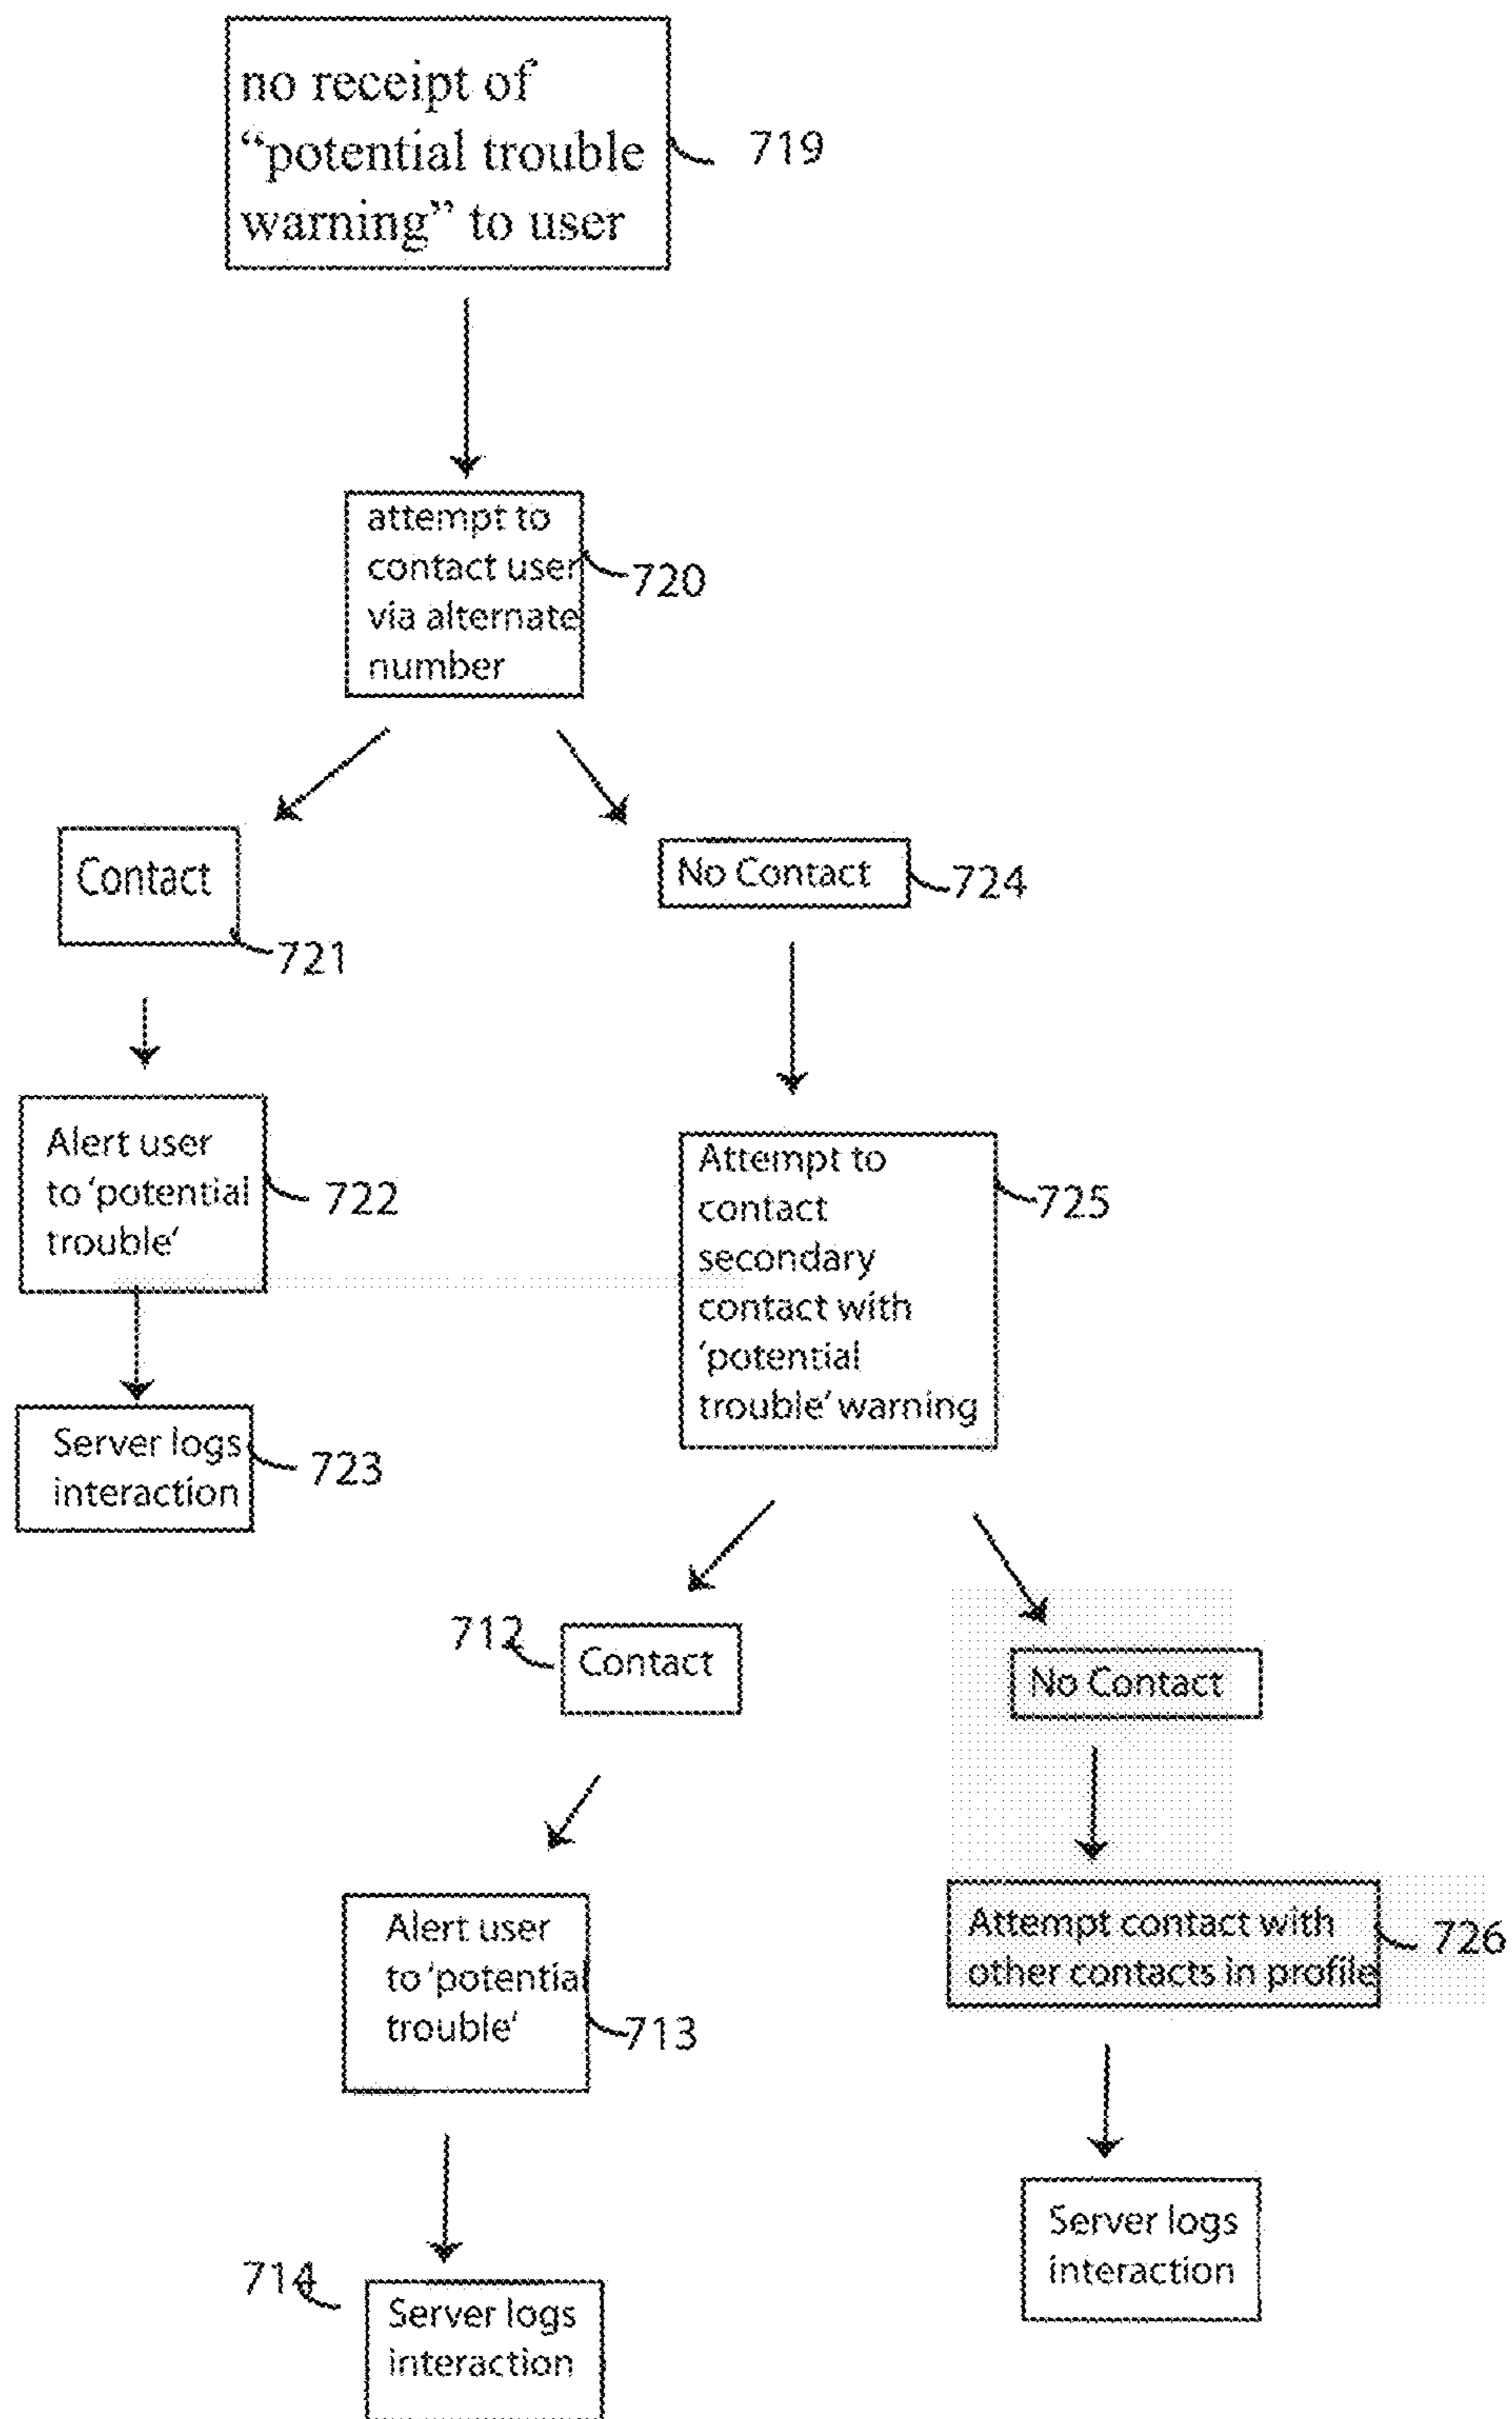 no receipt of
“potential trouble
warning” to user
719
attempt to
contact user
via alternate
number
720
Contact
721
No Contact
724
Alert user
to ‘potential
trouble‘
722
Attempt to
contact
secondary
contact with
‘potential
trouble‘ warning
725
Server logs
interaction
723
712
Contact
No Contact
Alert user
to ‘potential
trouble‘
713
Attempt contact with
other contacts in profile
726
Server logs
interaction
714
Server logs
interaction